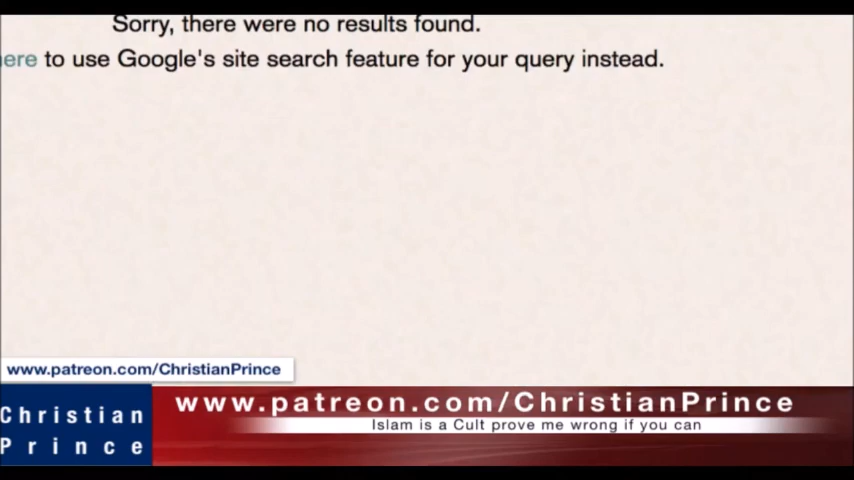 Sorry, there were no results found.
to use Google's site search feature for your query instead.
www.patreon.com/ChristianPrince
Christian
Prince
www.patreon.com/ChristianPrince
Islam is a Cult prove me wrong if you can